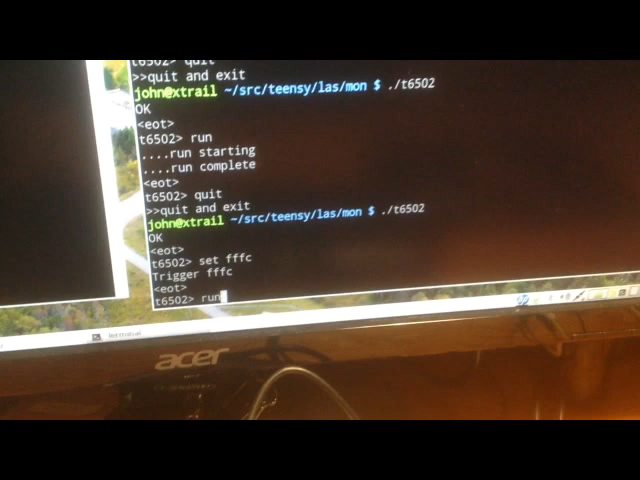 t6502> quit
>>quit and exit
john@xtrail ~/src/teensy/las/mon $ ./t6502
OK
<eot>
t6502> run
....run starting
....run complete
<eot>
t6502> quit
>>quit and exit
john@xtrail ~/src/teensy/las/mon $ ./t6502
OK
<eot>
t6502> set fffc
Trigger fffc
<eot>
t6502> run
hp
Terminal
acer